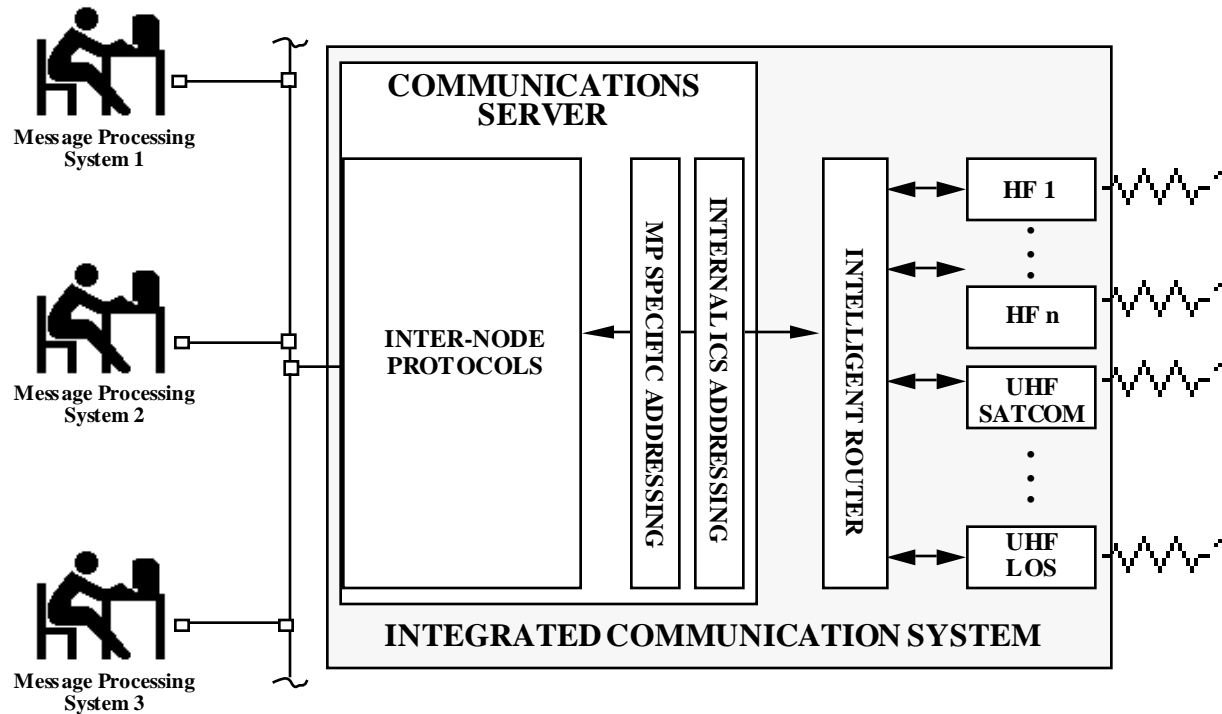 Message Processing
System 1
Message Processing
System 2
Message Processing
System 3
COMMUNICATIONS
SERVER
INTER-NODE
PROTOCOLS
MP SPECIFIC ADDRESSING
INTERNAL ICS ADDRESSING
INTELLIGENT ROUTER
HF 1
HF n
UHF
SATCOM
UHF
LOS
INTEGRATED COMMUNICATION SYSTEM